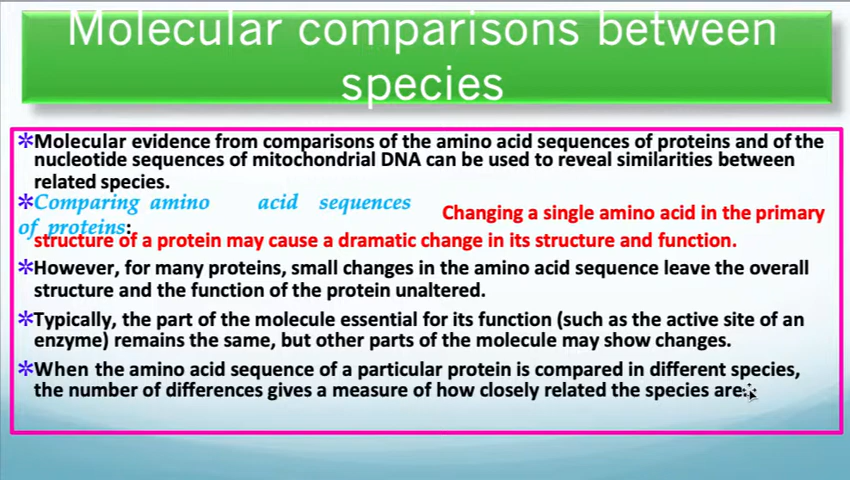 Molecular comparisons between
species
*Molecular evidence from comparisons of the amino acid sequences of proteins and of the
nucleotide sequences of mitochondrial DNA can be used to reveal similarities between
related species.
*Comparing amino acid sequences
of proteins: Changing a single amino acid in the primary
structure of a protein may cause a dramatic change in its structure and function.
*However, for many proteins, small changes in the amino acid sequence leave the overall
structure and the function of the protein unaltered.
*Typically, the part of the molecule essential for its function (such as the active site of an
enzyme) remains the same, but other parts of the molecule may show changes.
*When the amino acid sequence of a particular protein is compared in different species,
the number of differences gives a measure of how closely related the species are.